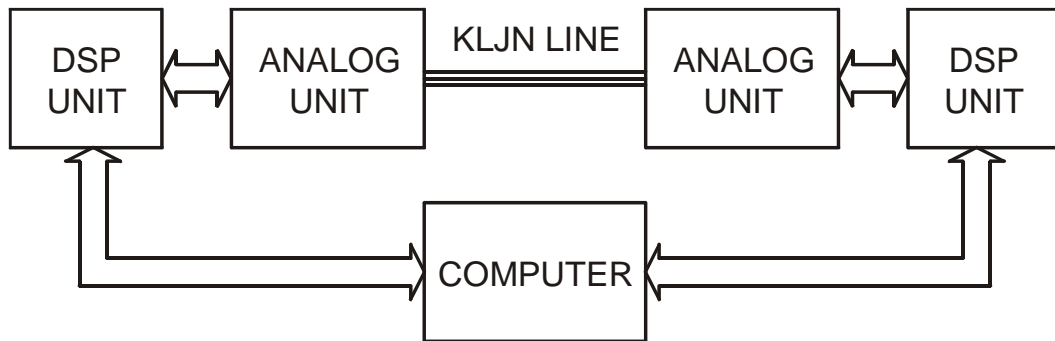 DSP
UNIT
ANALOG
UNIT
KLJN LINE
ANALOG
UNIT
DSP
UNIT
COMPUTER